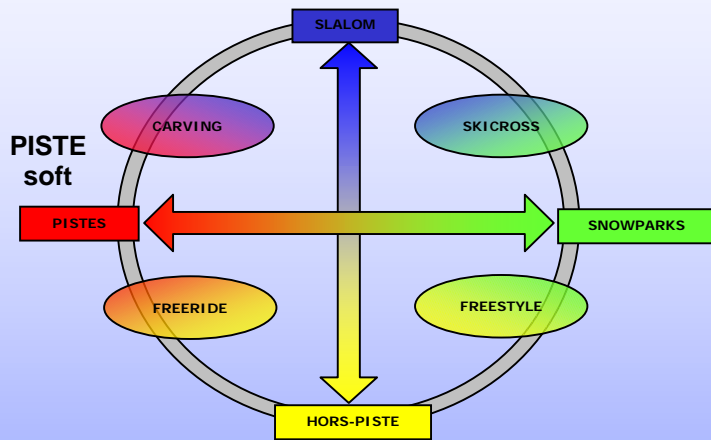 SLALOM
CARVING
SKICROSS
PISTE
soft
PISTES
SNOWPARKS
FREERIDE
FREESTYLE
HORS-PISTE